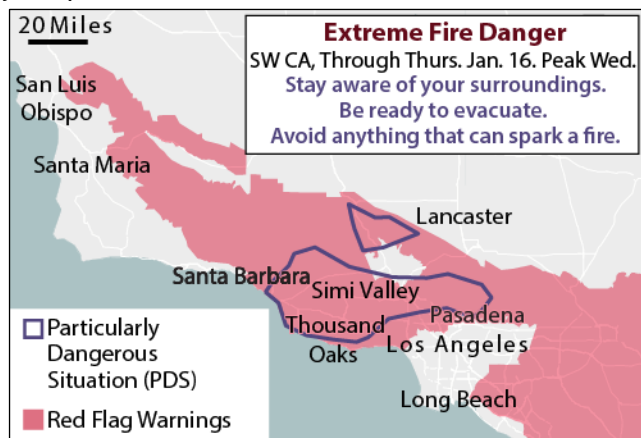 20 Miles
Extreme Fire Danger
SW CA, Through Thurs. Jan. 16. Peak Wed.
Stay aware of your surroundings.
Be ready to evacuate.
Avoid anything that can spark a fire.
San Luis
Obispo
Santa Maria
Lancaster
Santa Barbara
Simi Valley
Thousand
Oaks
Pasadena
Los Angeles
Long Beach
Particularly
Dangerous
Situation (PDS)
Red Flag Warnings